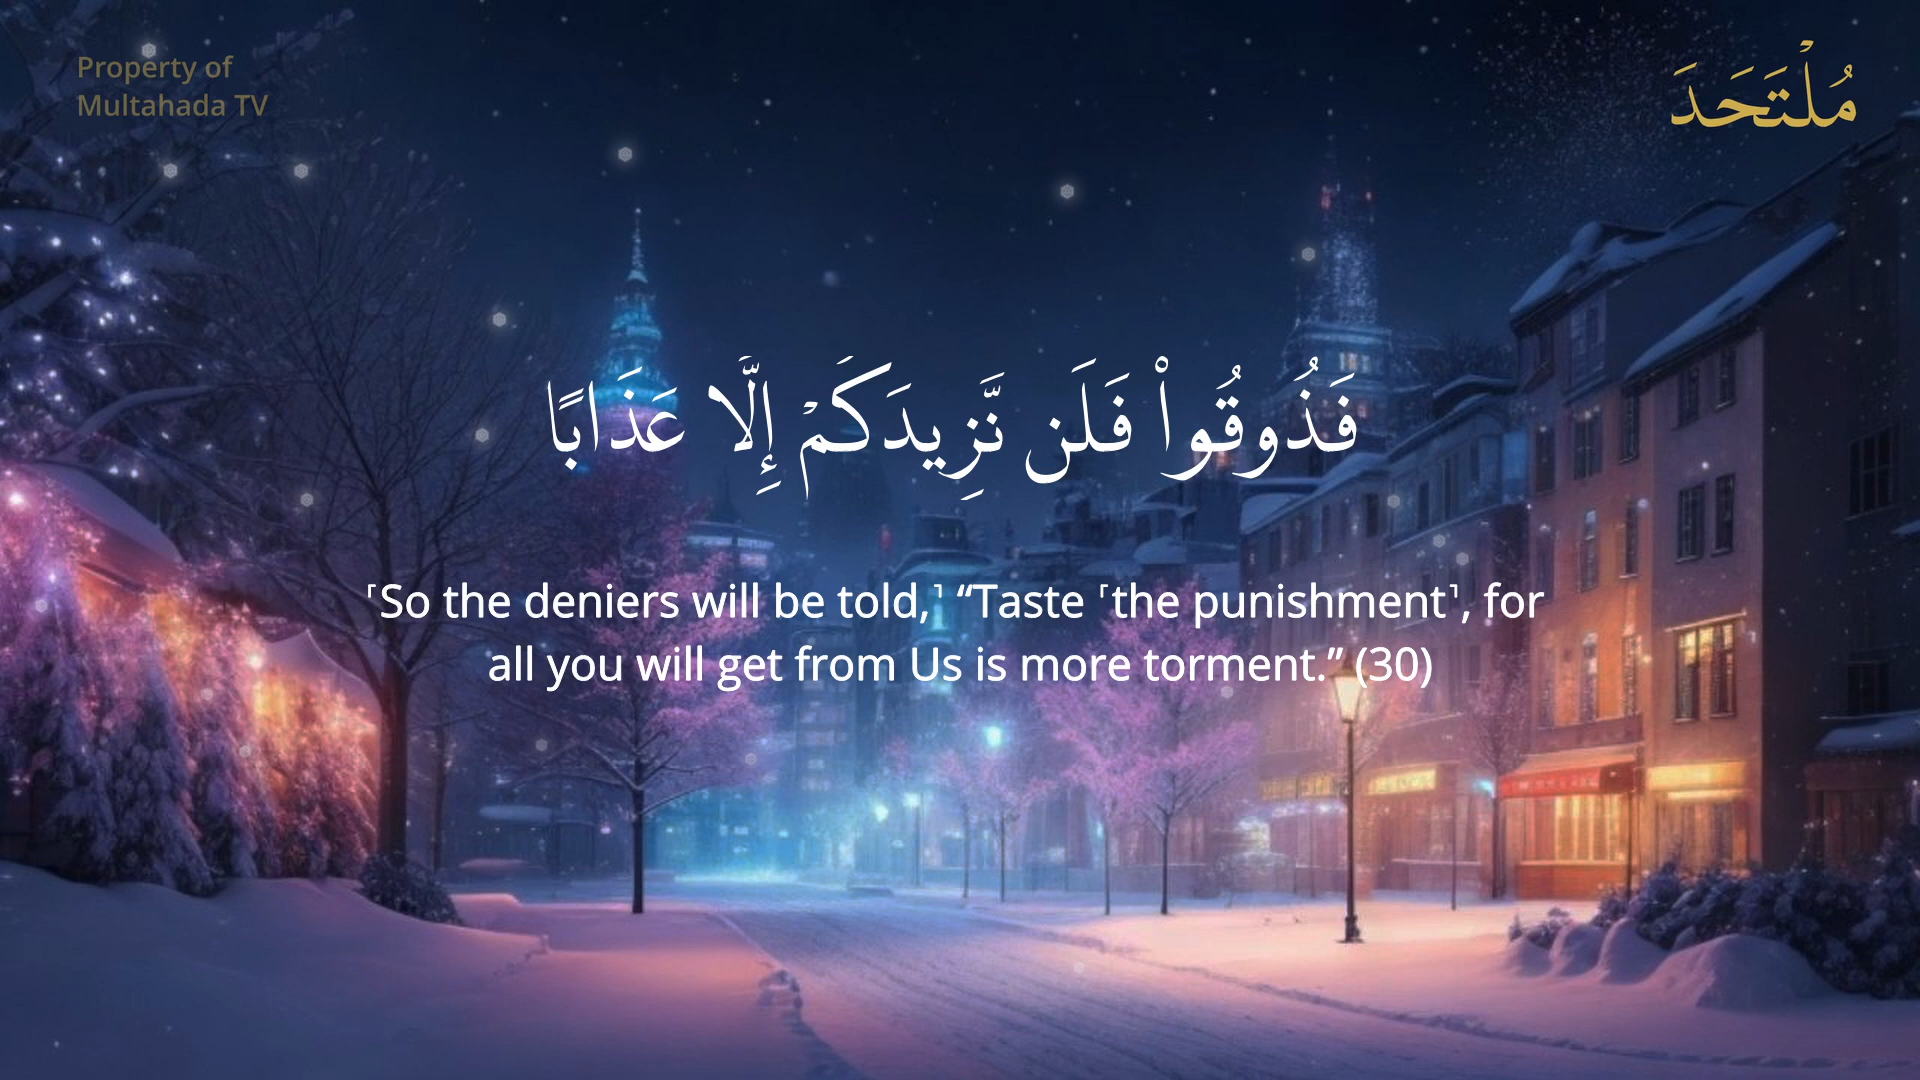 Property of
Multahada TV
مُلْتَحَدَ
فَذُوقُوا۟ فَلَن نَّزِيدَكَمْ إِلَّا عَذَابًا
⸢So the deniers will be told,⸣ “Taste ⸢the punishment⸣, for
all you will get from Us is more torment.” (30)